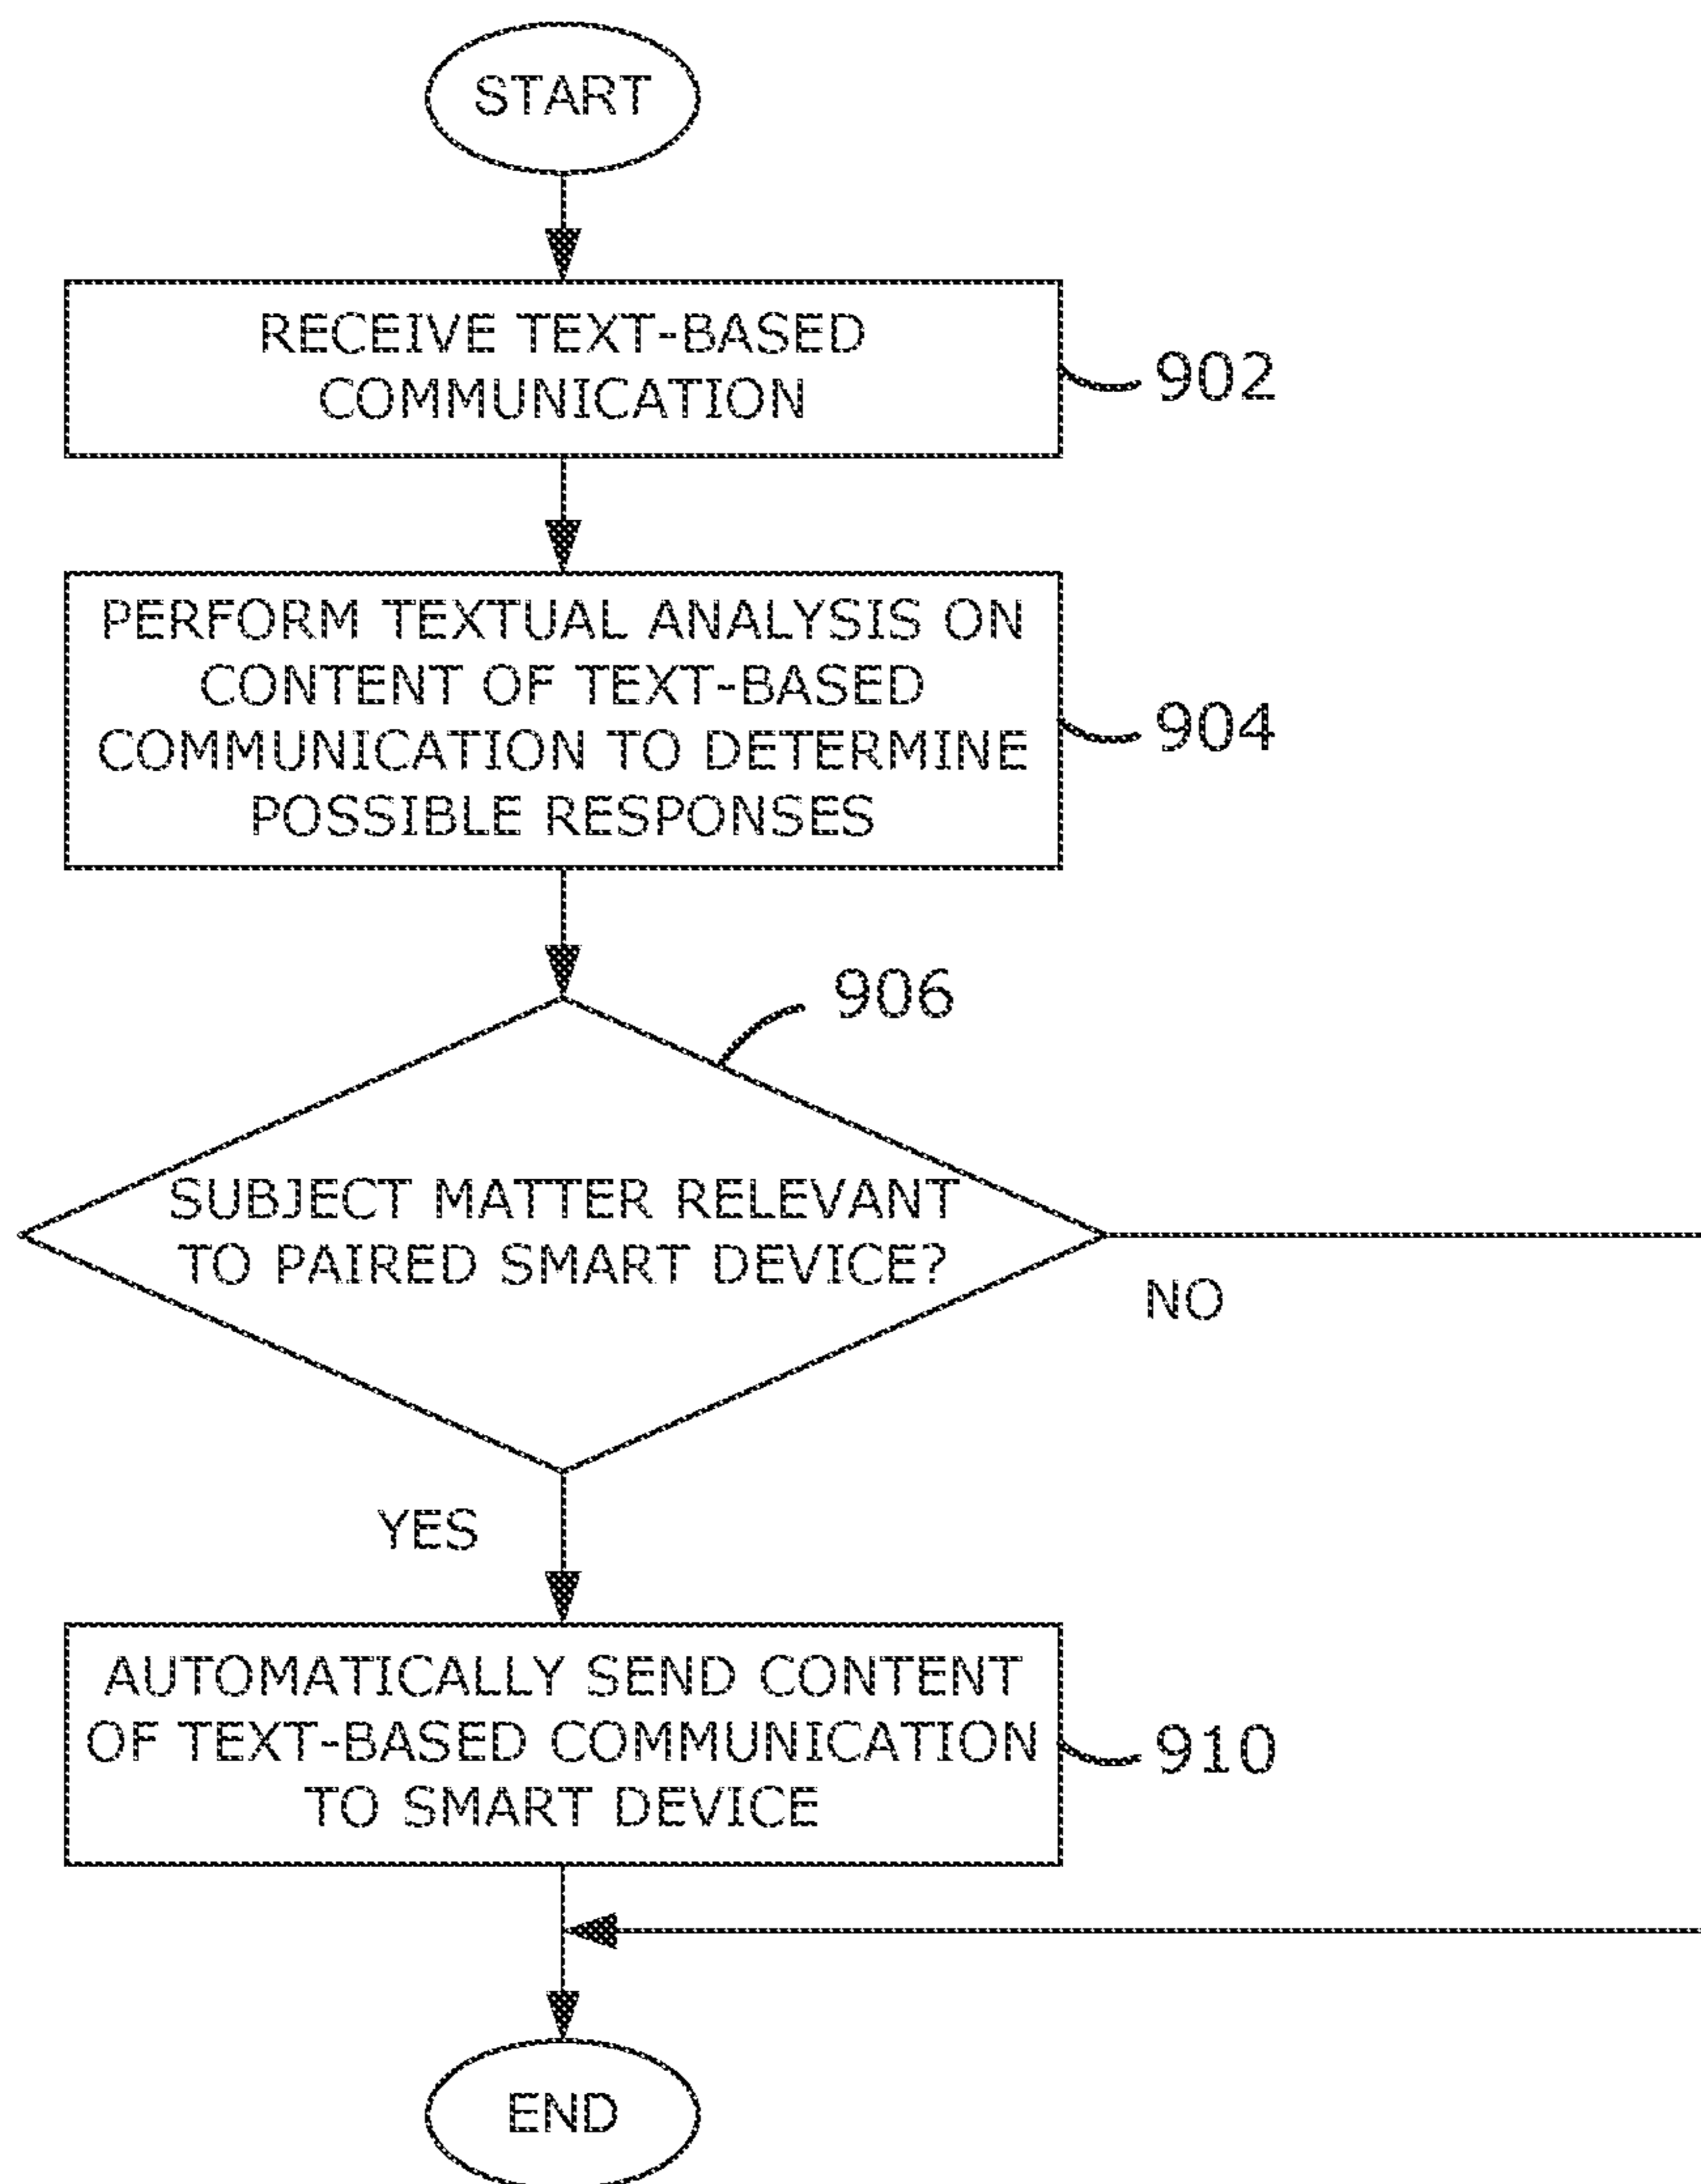 START
RECEIVE TEXT-BASED
COMMUNICATION
902
PERFORM TEXTUAL ANALYSIS ON
CONTENT OF TEXT-BASED
COMMUNICATION TO DETERMINE
POSSIBLE RESPONSES
904
906
SUBJECT MATTER RELEVANT
TO PAIRED SMART DEVICE?
NO
YES
AUTOMATICALLY SEND CONTENT
OF TEXT-BASED COMMUNICATION
TO SMART DEVICE
910
END